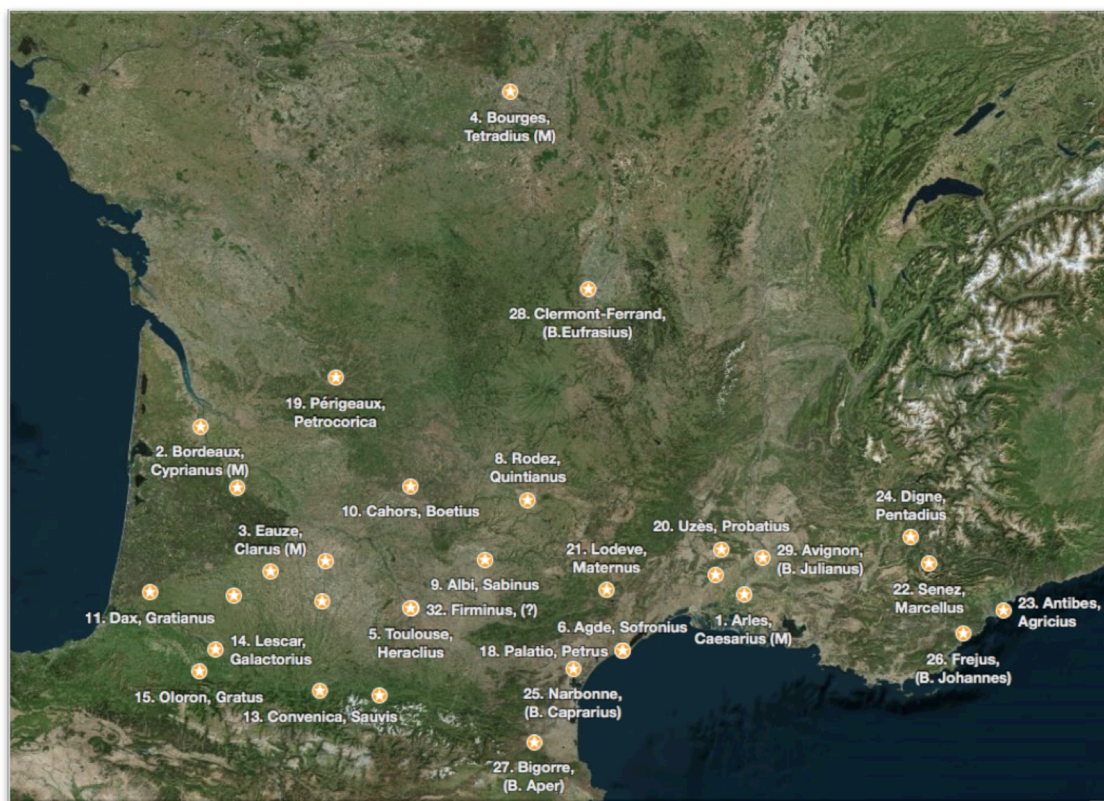 4. Bourges,
Tetradius (M)
28. Clermont-Ferrand,
(B.Eufrasius)
19. Périgeaux,
Petrocorica
2. Bordeaux,
Cyprianus (M)
8. Rodez,
Quintianus
10. Cahors, Boetius
24. Digne,
Pentadius
3. Eauze,
Clarus (M)
20. Uzès, Probatius
21. Lodeve,
Maternus
29. Avignon,
(B. Julianus)
9. Albi, Sabinus
22. Senez,
Marcellus
11. Dax, Gratianus
32. Firminus, (?)
23. Antibes,
Agricius
1. Arles,
Caesarius (M)
5. Toulouse,
Heraclius
6. Agde, Sofronius
14. Lescar,
Galactorius
18. Palatio, Petrus
26. Frejus,
(B. Johannes)
15. Oloron, Gratus
25. Narbonne,
(B. Caprarius)
13. Convenica, Sauvis
27. Bigorre,
(B. Aper)